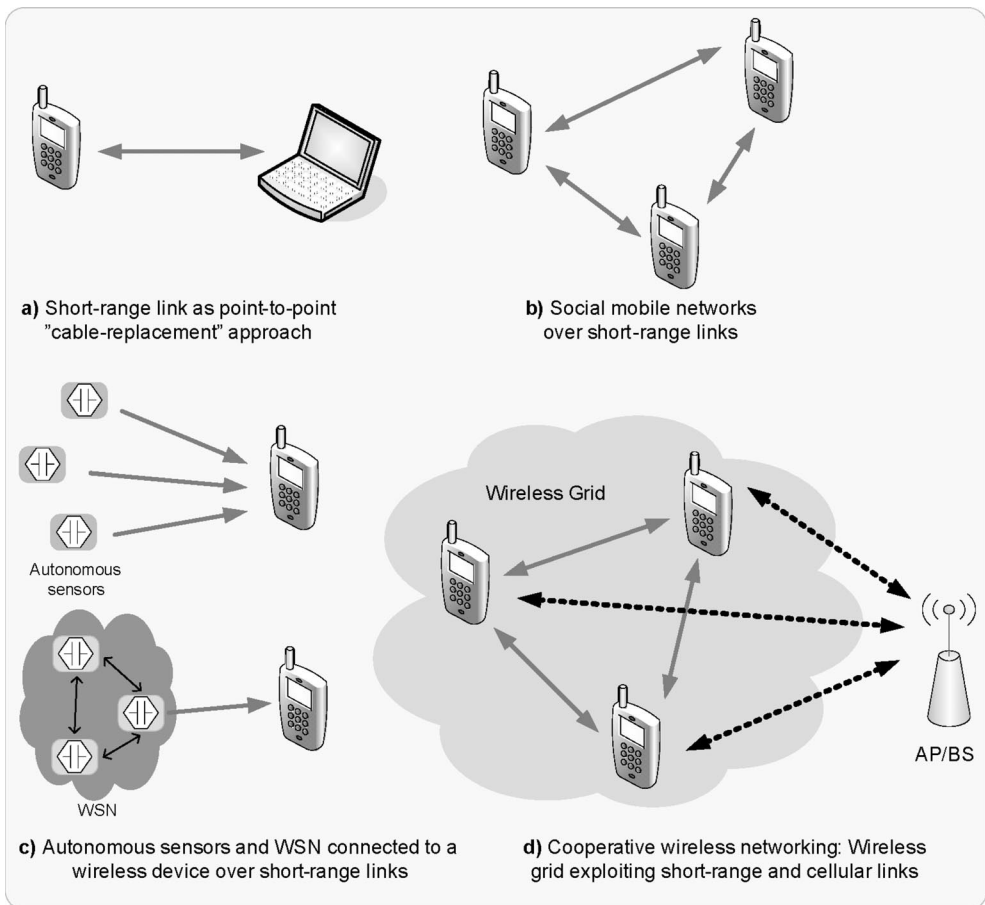 a) Short-range link as point-to-point
”cable-replacement” approach
b) Social mobile networks
over short-range links
Autonomous
sensors
WSN
c) Autonomous sensors and WSN connected to a
wireless device over short-range links
Wireless Grid
AP/BS
d) Cooperative wireless networking: Wireless
grid exploiting short-range and cellular links